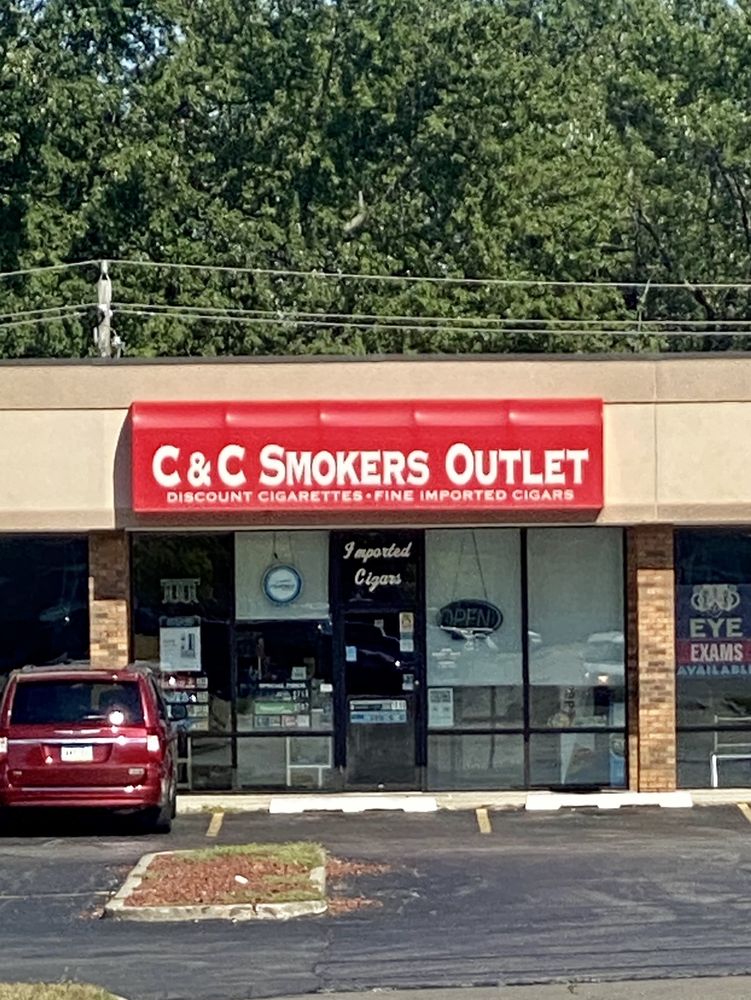 C & C SMOKERS OUTLET
DISCOUNT CIGARETTES • FINE IMPORTED CIGARS
Imported
Cigars
OPEN
EYE
EXAMS
AVAILABLE